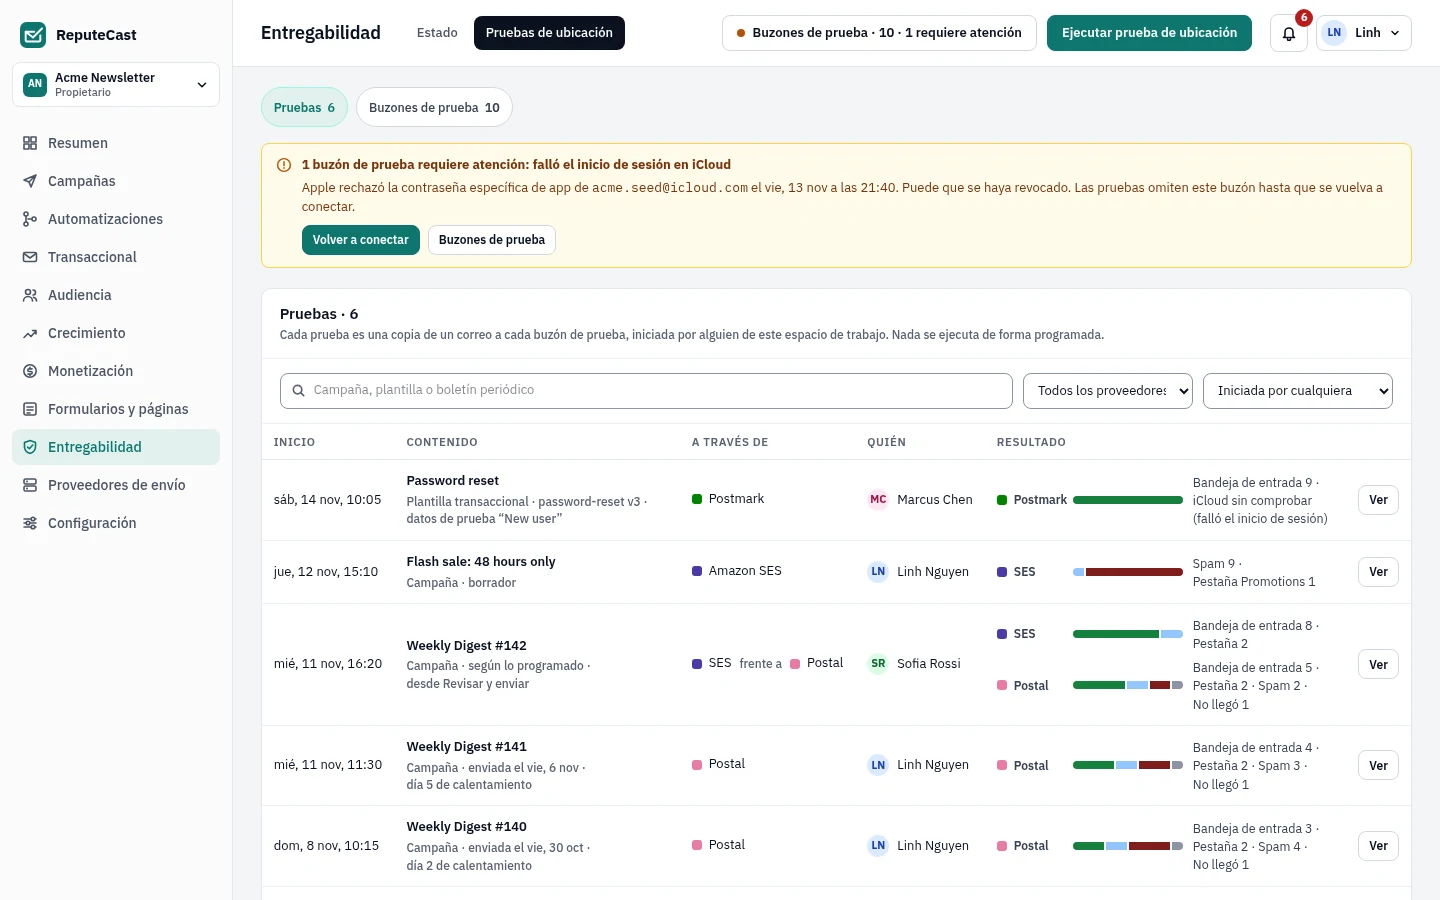 ReputeCast
AN
Acme Newsletter
Propietario
Resumen
Campañas
Automatizaciones
Transaccional
Audiencia
Crecimiento
Monetización
Formularios y páginas
Entregabilidad
Proveedores de envío
Configuración
Entregabilidad
Estado
Pruebas de ubicación
Buzones de prueba · 10 · 1 requiere atención
Ejecutar prueba de ubicación
6
LN
Linh
Pruebas 6
Buzones de prueba 10
1 buzón de prueba requiere atención: falló el inicio de sesión en iCloud
Apple rechazó la contraseña específica de app de acme.seed@icloud.com el vie, 13 nov a las 21:40. Puede que se haya revocado. Las pruebas omiten este buzón hasta que se vuelva a
conectar.
Volver a conectar
Buzones de prueba
Pruebas · 6
Cada prueba es una copia de un correo a cada buzón de prueba, iniciada por alguien de este espacio de trabajo. Nada se ejecuta de forma programada.
Campaña, plantilla o boletín periódico
Todos los proveedores
Iniciada por cualquiera
INICIO
CONTENIDO
A TRAVÉS DE
QUIÉN
RESULTADO
sáb, 14 nov, 10:05
Password reset
Plantilla transaccional · password-reset v3 ·
datos de prueba “New user”
Postmark
MC
Marcus Chen
Postmark
Bandeja de entrada 9 ·
iCloud sin comprobar
(falló el inicio de sesión)
Ver
jue, 12 nov, 15:10
Flash sale: 48 hours only
Campaña · borrador
Amazon SES
LN
Linh Nguyen
SES
Spam 9 ·
Pestaña Promotions 1
Ver
mié, 11 nov, 16:20
Weekly Digest #142
Campaña · según lo programado ·
desde Revisar y enviar
SES frente a Postal
SR
Sofia Rossi
SES
Bandeja de entrada 8 ·
Pestaña 2
Postal
Bandeja de entrada 5 ·
Pestaña 2 · Spam 2 ·
No llegó 1
Ver
mié, 11 nov, 11:30
Weekly Digest #141
Campaña · enviada el vie, 6 nov ·
día 5 de calentamiento
Postal
LN
Linh Nguyen
Postal
Bandeja de entrada 4 ·
Pestaña 2 · Spam 3 ·
No llegó 1
Ver
dom, 8 nov, 10:15
Weekly Digest #140
Campaña · enviada el vie, 30 oct ·
día 2 de calentamiento
Postal
LN
Linh Nguyen
Postal
Bandeja de entrada 3 ·
Pestaña 2 · Spam 4 ·
No llegó 1
Ver